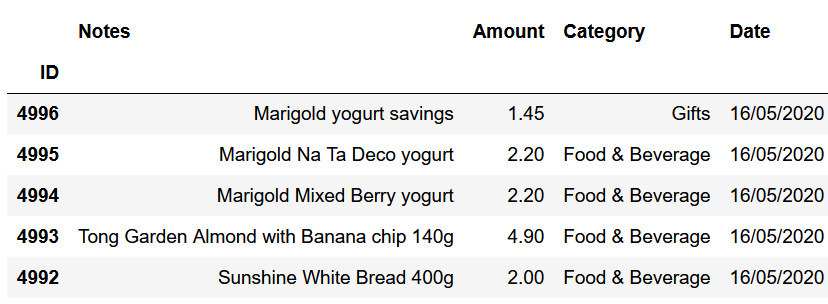 Notes Amount Category Date
ID
4996 Marigold yogurt savings 1.45 Gifts 16/05/2020
4995 Marigold Na Ta Deco yogurt 2.20 Food & Beverage 16/05/2020
4994 Marigold Mixed Berry yogurt 2.20 Food & Beverage 16/05/2020
4993 Tong Garden Almond with Banana chip 140g 4.90 Food & Beverage 16/05/2020
4992 Sunshine White Bread 400g 2.00 Food & Beverage 16/05/2020